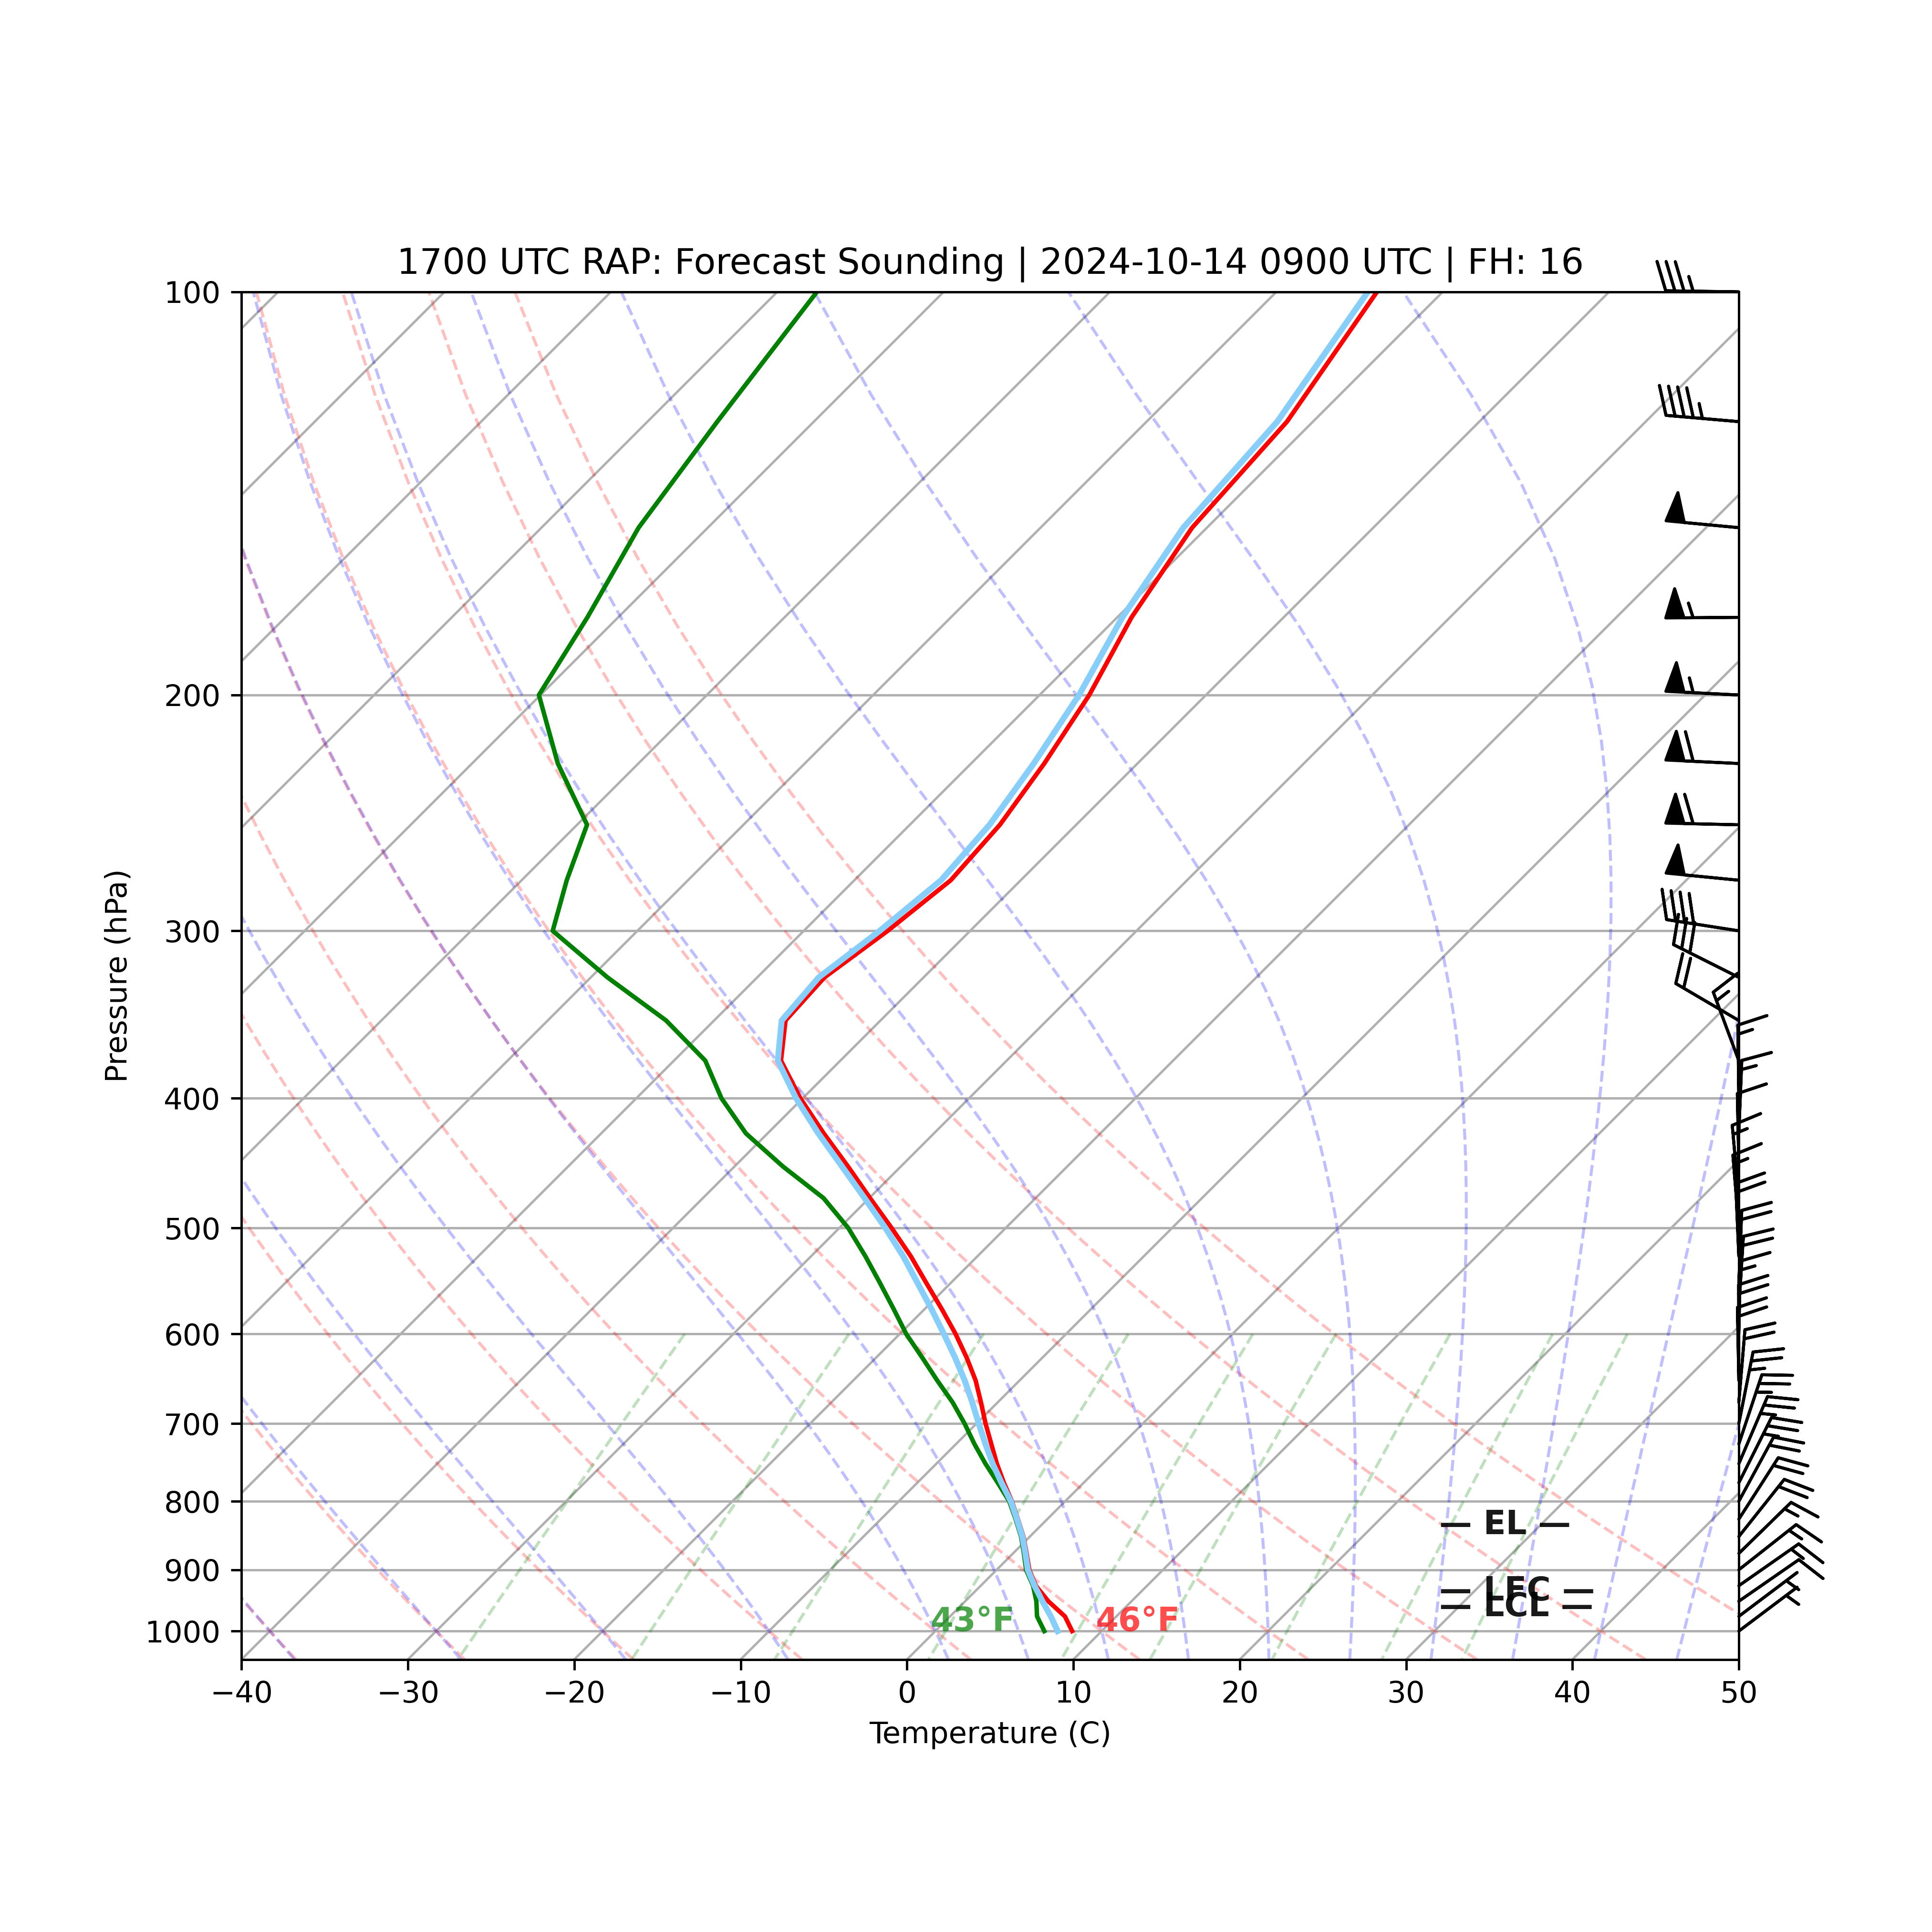 1700 UTC RAP: Forecast Sounding | 2024-10-14 0900 UTC | FH: 16
100
200
300
400
500
600
700
800
900
1000
Pressure (hPa)
— EL —
— LFC —
— LCL —
43°F
46°F
−40 −30 −20 −10 0 10 20 30 40 50
Temperature (C)